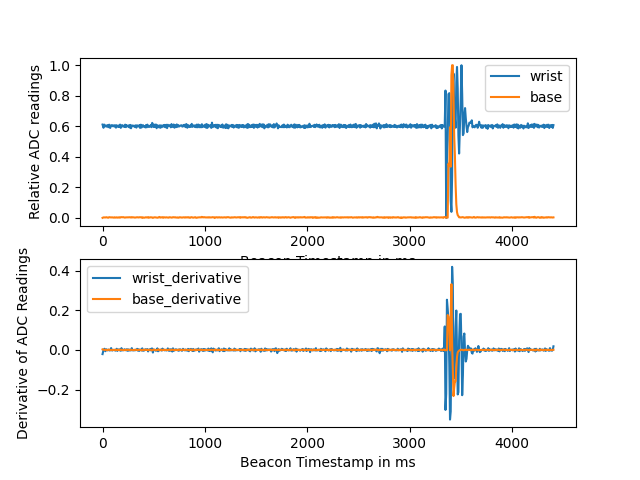 Relative ADC readings
1.0
0.8
0.6
0.4
0.2
0.0
wrist
base
0 1000 2000 3000 4000
Beacon Timestamp in ms
Derivative of ADC Readings
0.4
0.2
0.0
−0.2
wrist_derivative
base_derivative
0 1000 2000 3000 4000
Beacon Timestamp in ms